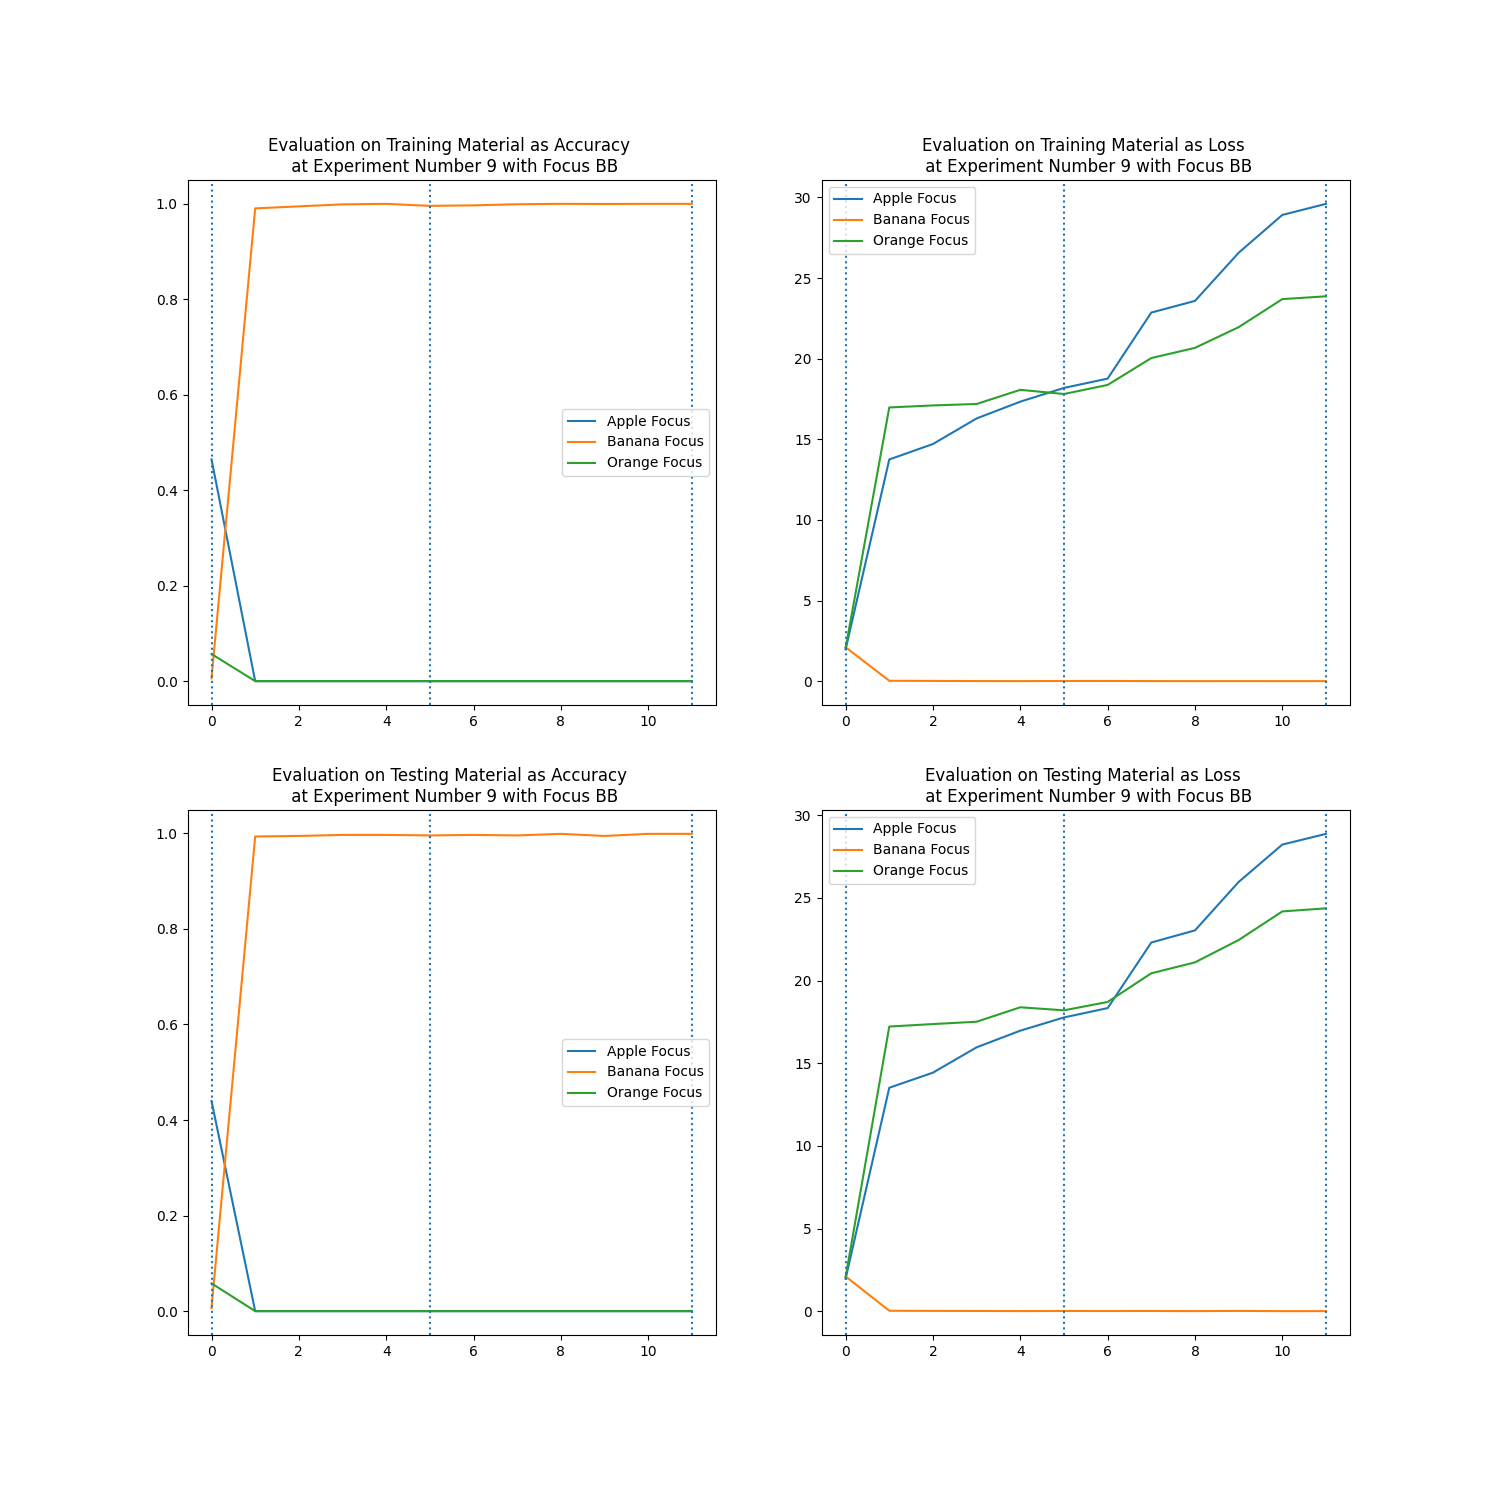 Evaluation on Training Material as Accuracy
at Experiment Number 9 with Focus BB
1.0
0.8
0.6
0.4
0.2
0.0
Apple Focus
Banana Focus
Orange Focus
0 2 4 6 8 10
Evaluation on Training Material as Loss
at Experiment Number 9 with Focus BB
30
25
20
15
10
5
0
Apple Focus
Banana Focus
Orange Focus
0 2 4 6 8 10
Evaluation on Testing Material as Accuracy
at Experiment Number 9 with Focus BB
1.0
0.8
0.6
0.4
0.2
0.0
Apple Focus
Banana Focus
Orange Focus
0 2 4 6 8 10
Evaluation on Testing Material as Loss
at Experiment Number 9 with Focus BB
30
25
20
15
10
5
0
Apple Focus
Banana Focus
Orange Focus
0 2 4 6 8 10